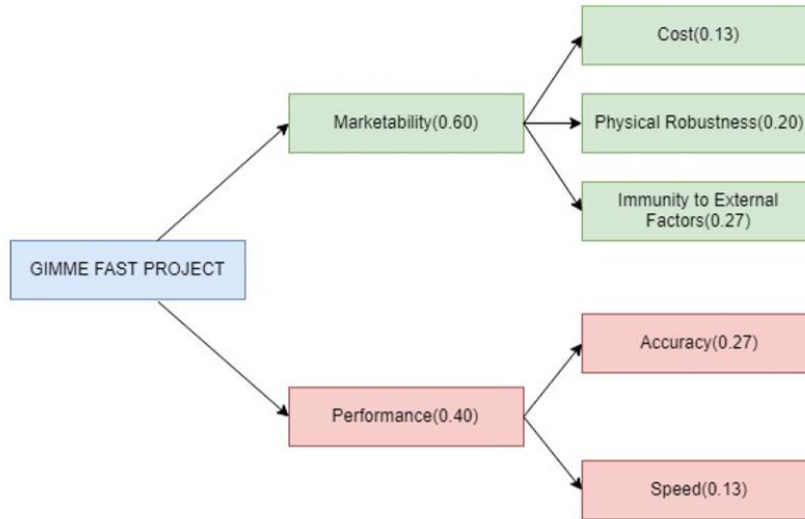 Cost(0.13)
Marketability(0.60)
Physical Robustness(0.20)
Immunity to External
Factors(0.27)
GIMME FAST PROJECT
Accuracy(0.27)
Performance(0.40)
Speed(0.13)